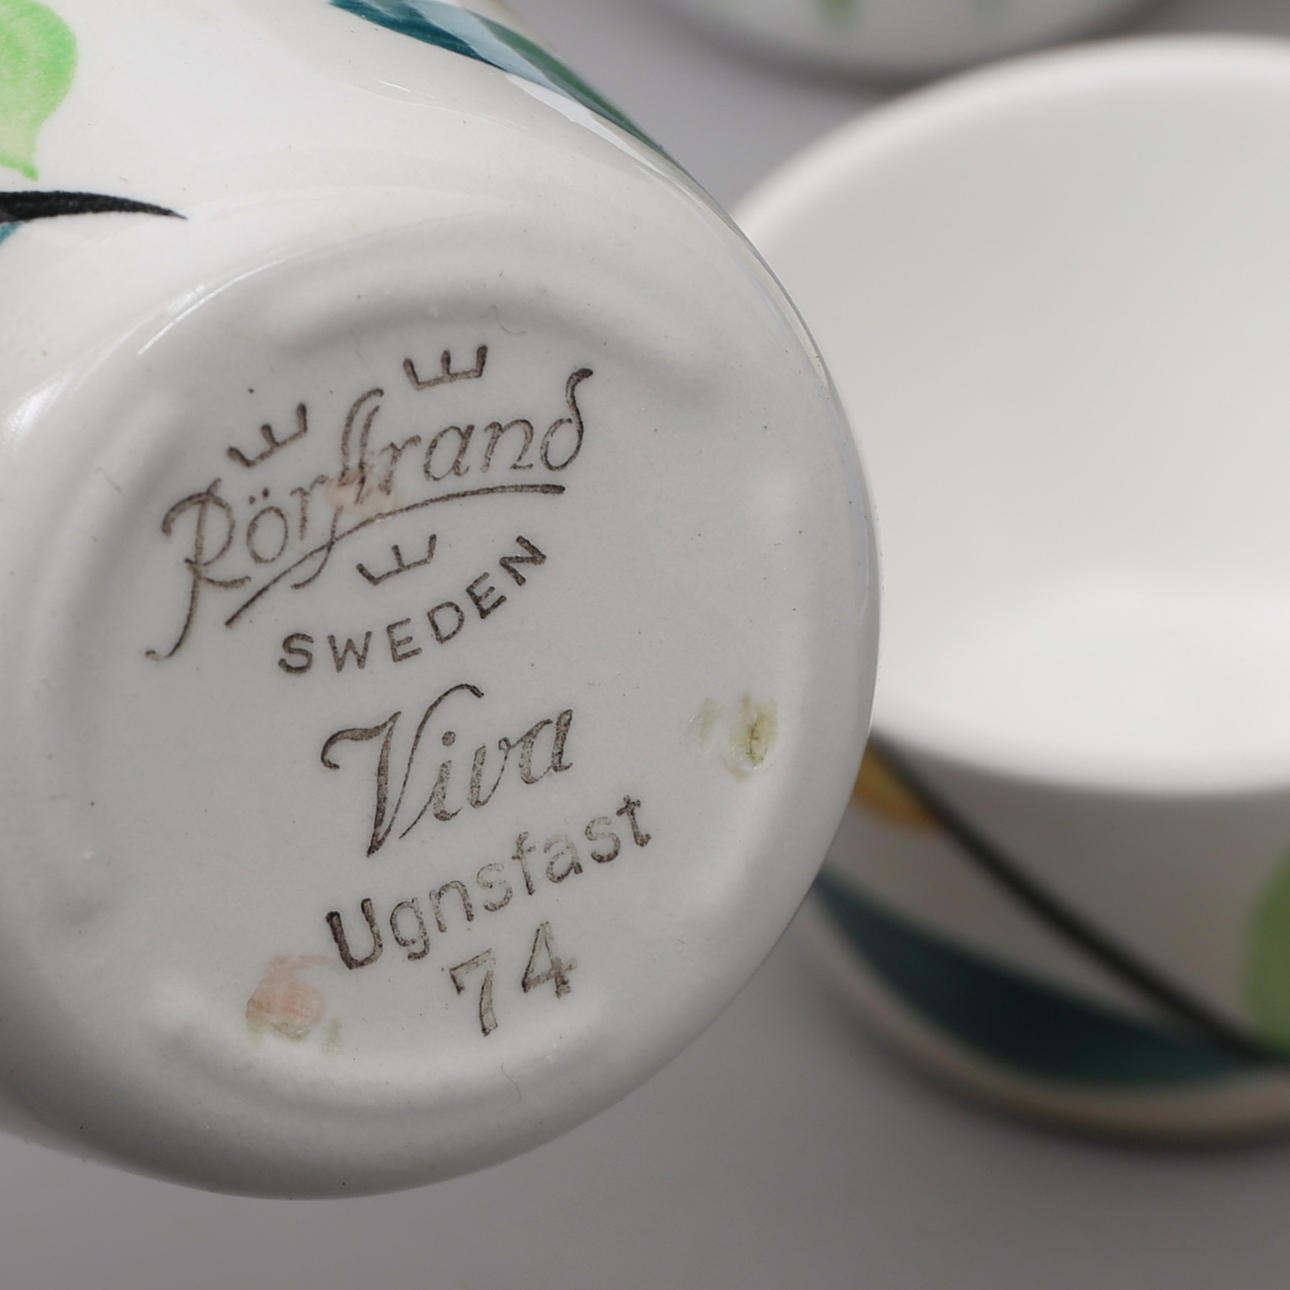 Rörstrand
SWEDEN
Viva
Ugnsfast
74